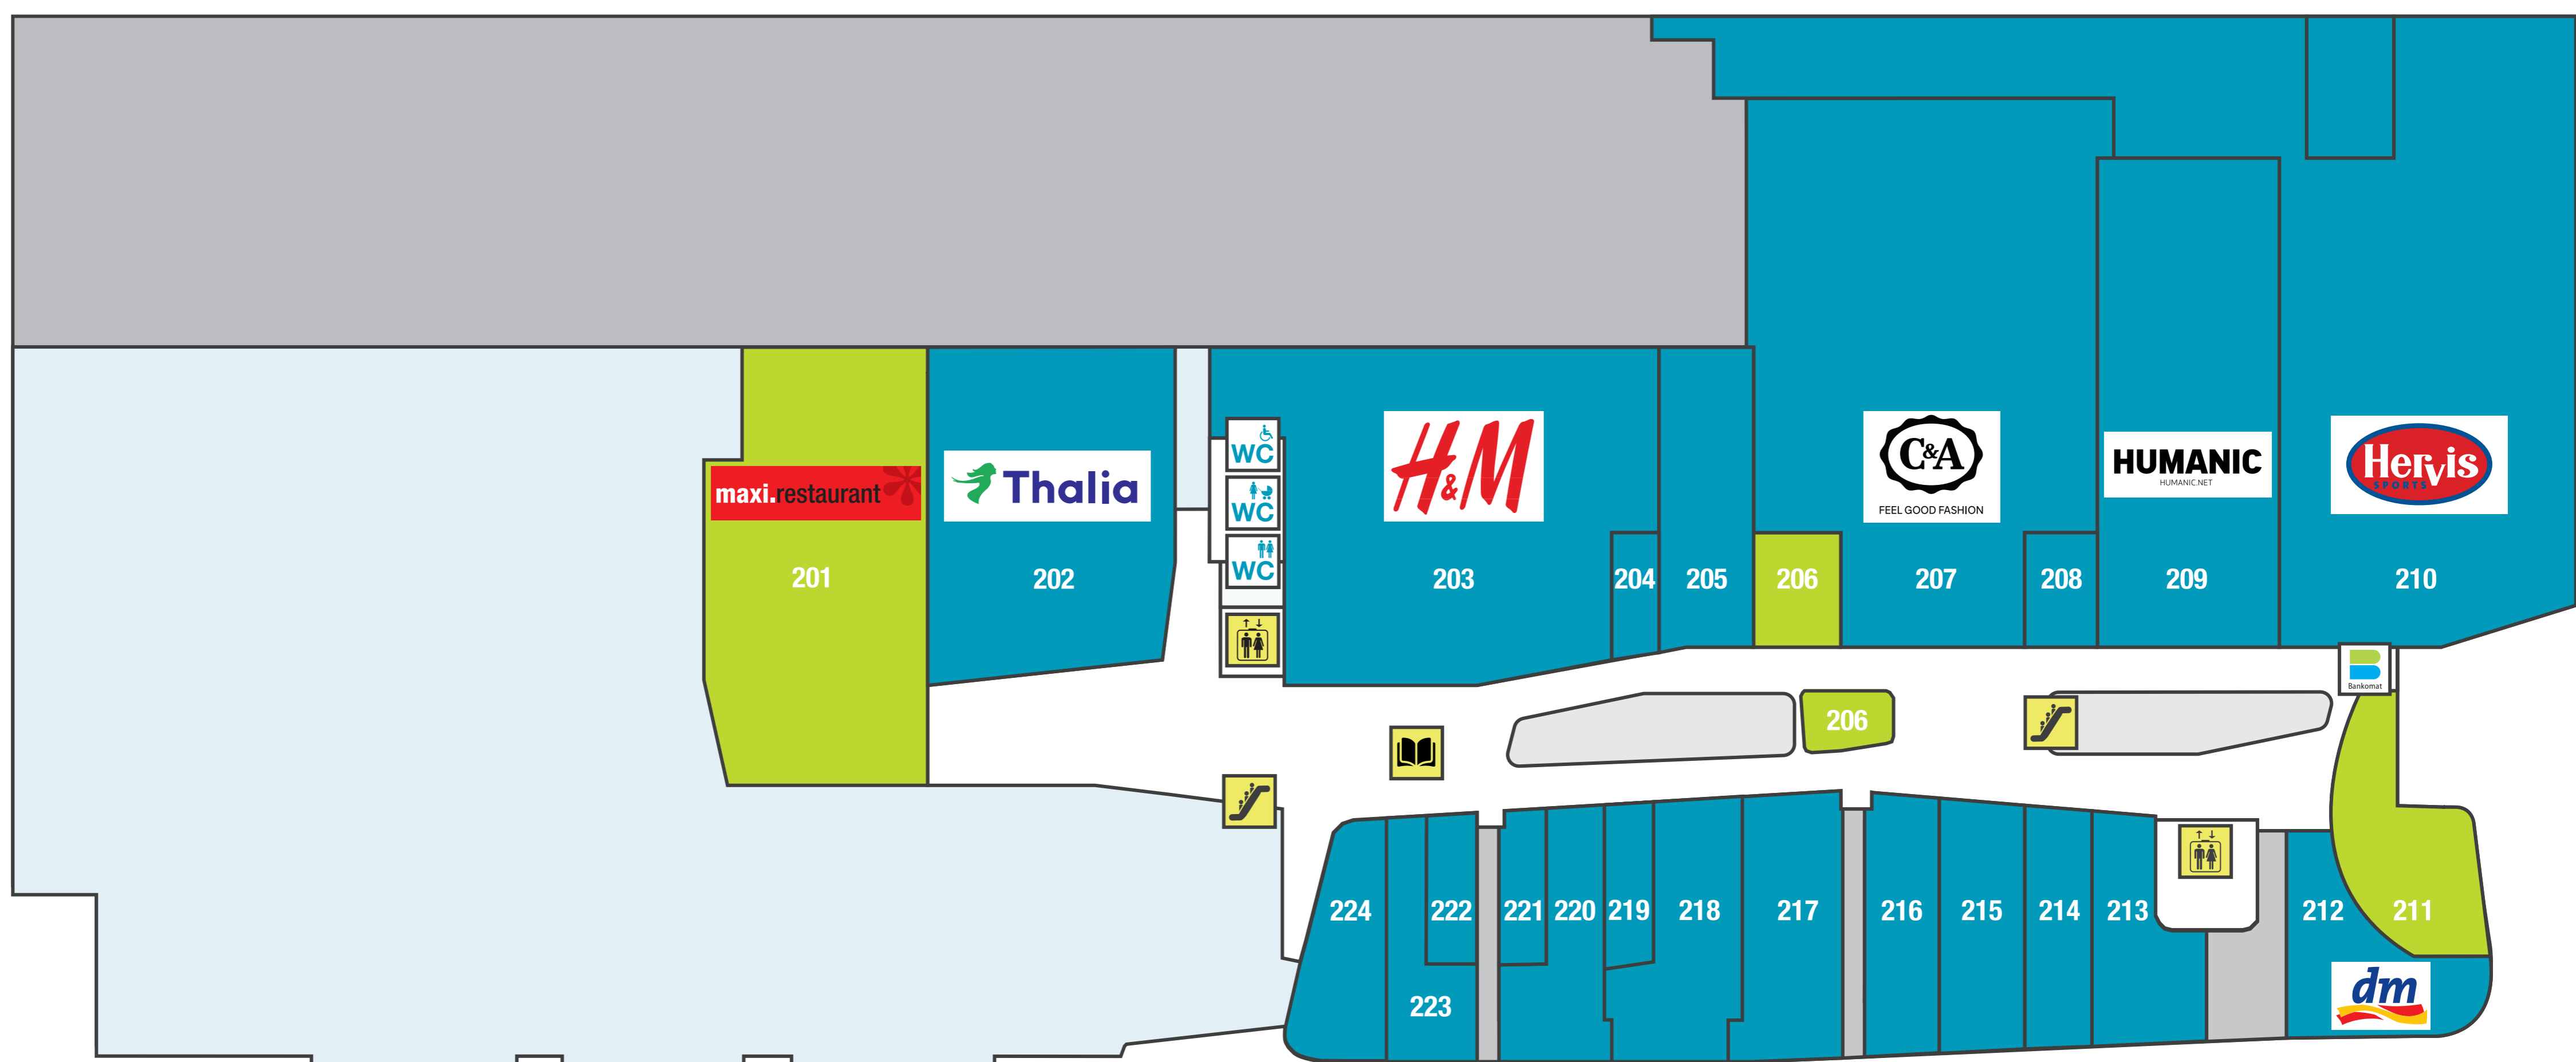 WC
WC
WC
maxi.restaurant
Thalia
H&M
C&A
FEEL GOOD FASHION
HUMANIC
HUMANIC.NET
Hervis
SPORTS
201
202
203
204
205
206
207
208
209
210
Bankomat
206
224
222
221
220
219
218
217
216
215
214
213
212
211
223
dm